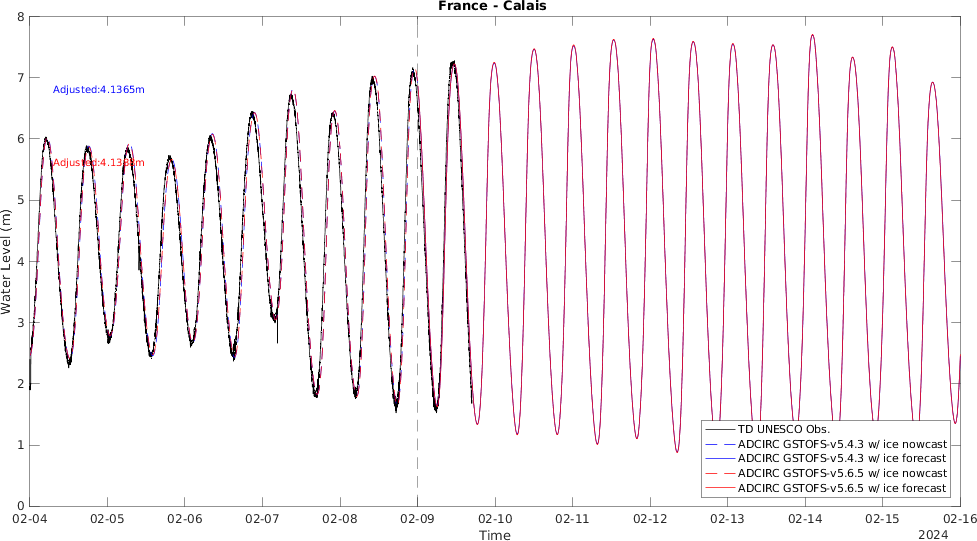 France - Calais
8
7
6
5
4
3
2
1
0
Water Level (m)
Adjusted:4.1365m
Adjusted:4.1388m
TD UNESCO Obs.
ADCIRC GSTOFS-v5.4.3 w/ ice nowcast
ADCIRC GSTOFS-v5.4.3 w/ ice forecast
ADCIRC GSTOFS-v5.6.5 w/ ice nowcast
ADCIRC GSTOFS-v5.6.5 w/ ice forecast
02-04 02-05 02-06 02-07 02-08 02-09 02-10 02-11 02-12 02-13 02-14 02-15 02-16
Time
2024